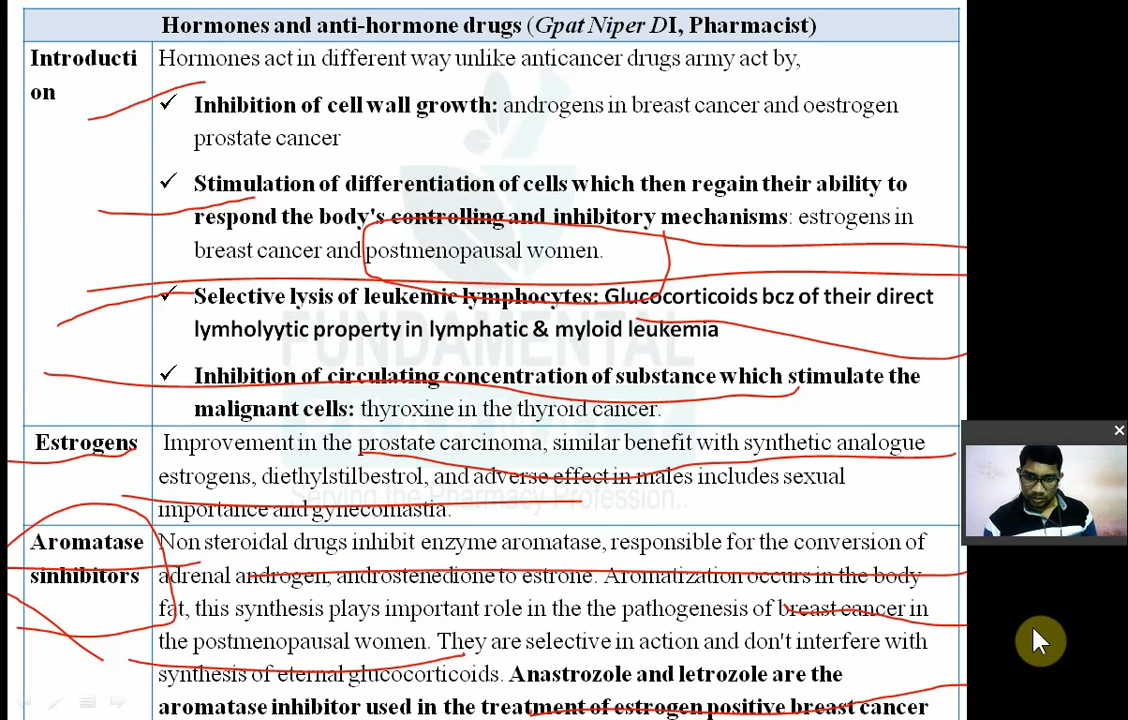 Hormones and anti-hormone drugs (Gpat Niper DI, Pharmacist)
Introducti
on
Hormones act in different way unlike anticancer drugs army act by,
✓ Inhibition of cell wall growth: androgens in breast cancer and oestrogen
prostate cancer
✓ Stimulation of differentiation of cells which then regain their ability to
respond the body's controlling and inhibitory mechanisms: estrogens in
breast cancer and postmenopausal women.
✓ Selective lysis of leukemic lymphocytes: Glucocorticoids bcz of their direct
lymholyytic property in lymphatic & myloid leukemia
✓ Inhibition of circulating concentration of substance which stimulate the
malignant cells: thyroxine in the thyroid cancer.
Estrogens
Improvement in the prostate carcinoma, similar benefit with synthetic analogue
estrogens, diethylstilbestrol, and adverse effect in males includes sexual
importance and gynecomastia.
Aromatase
sinhibitors
Non steroidal drugs inhibit enzyme aromatase, responsible for the conversion of
adrenal androgen, androstenedione to estrone. Aromatization occurs in the body
fat, this synthesis plays important role in the the pathogenesis of breast cancer in
the postmenopausal women. They are selective in action and don't interfere with
synthesis of eternal glucocorticoids. Anastrozole and letrozole are the
aromatase inhibitor used in the treatment of estrogen positive breast cancer
FUNDAMENTAL
Serving the Pharmacy Profession..